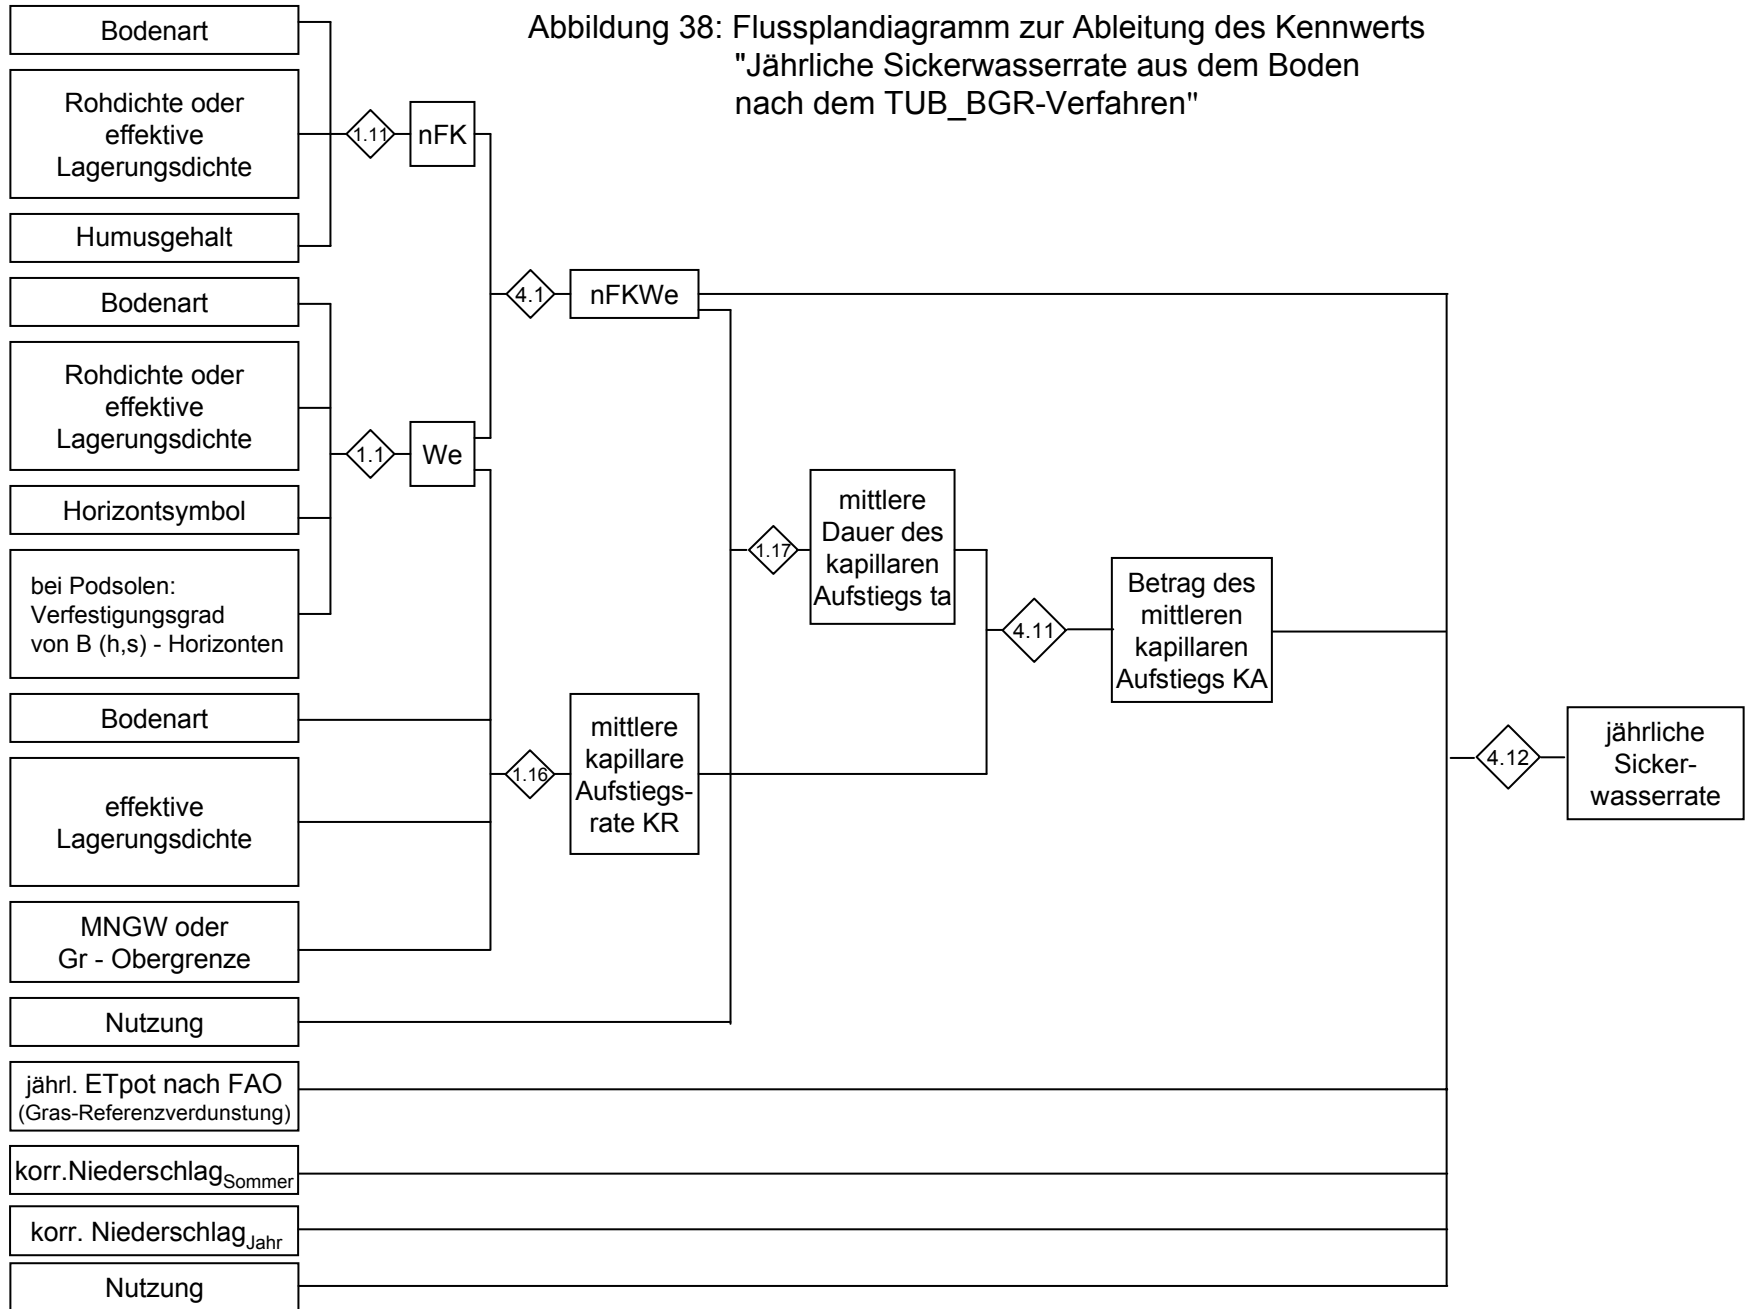 Abbildung 38: Flussplandiagramm zur Ableitung des Kennwerts
"Jährliche Sickerwasserrate aus dem Boden
nach dem TUB_BGR-Verfahren"
Bodenart
Rohdichte oder
effektive
Lagerungsdichte
Humusgehalt
1.11
nFK
Bodenart
Rohdichte oder
effektive
Lagerungsdichte
Horizontsymbol
bei Podsolen:
Verfestigungsgrad
von B (h,s) - Horizonten
1.1
We
4.1
nFKWe
Bodenart
effektive
Lagerungsdichte
MNGW oder
Gr - Obergrenze
1.16
mittlere
kapillare
Aufstiegs-
rate KR
Nutzung
1.17
mittlere
Dauer des
kapillaren
Aufstiegs ta
4.11
Betrag des
mittleren
kapillaren
Aufstiegs KA
jährl. ETpot nach FAO
(Gras-Referenzverdunstung)
korr.Niederschlag Sommer
korr. Niederschlag Jahr
Nutzung
4.12
jährliche
Sicker-
wasserrate